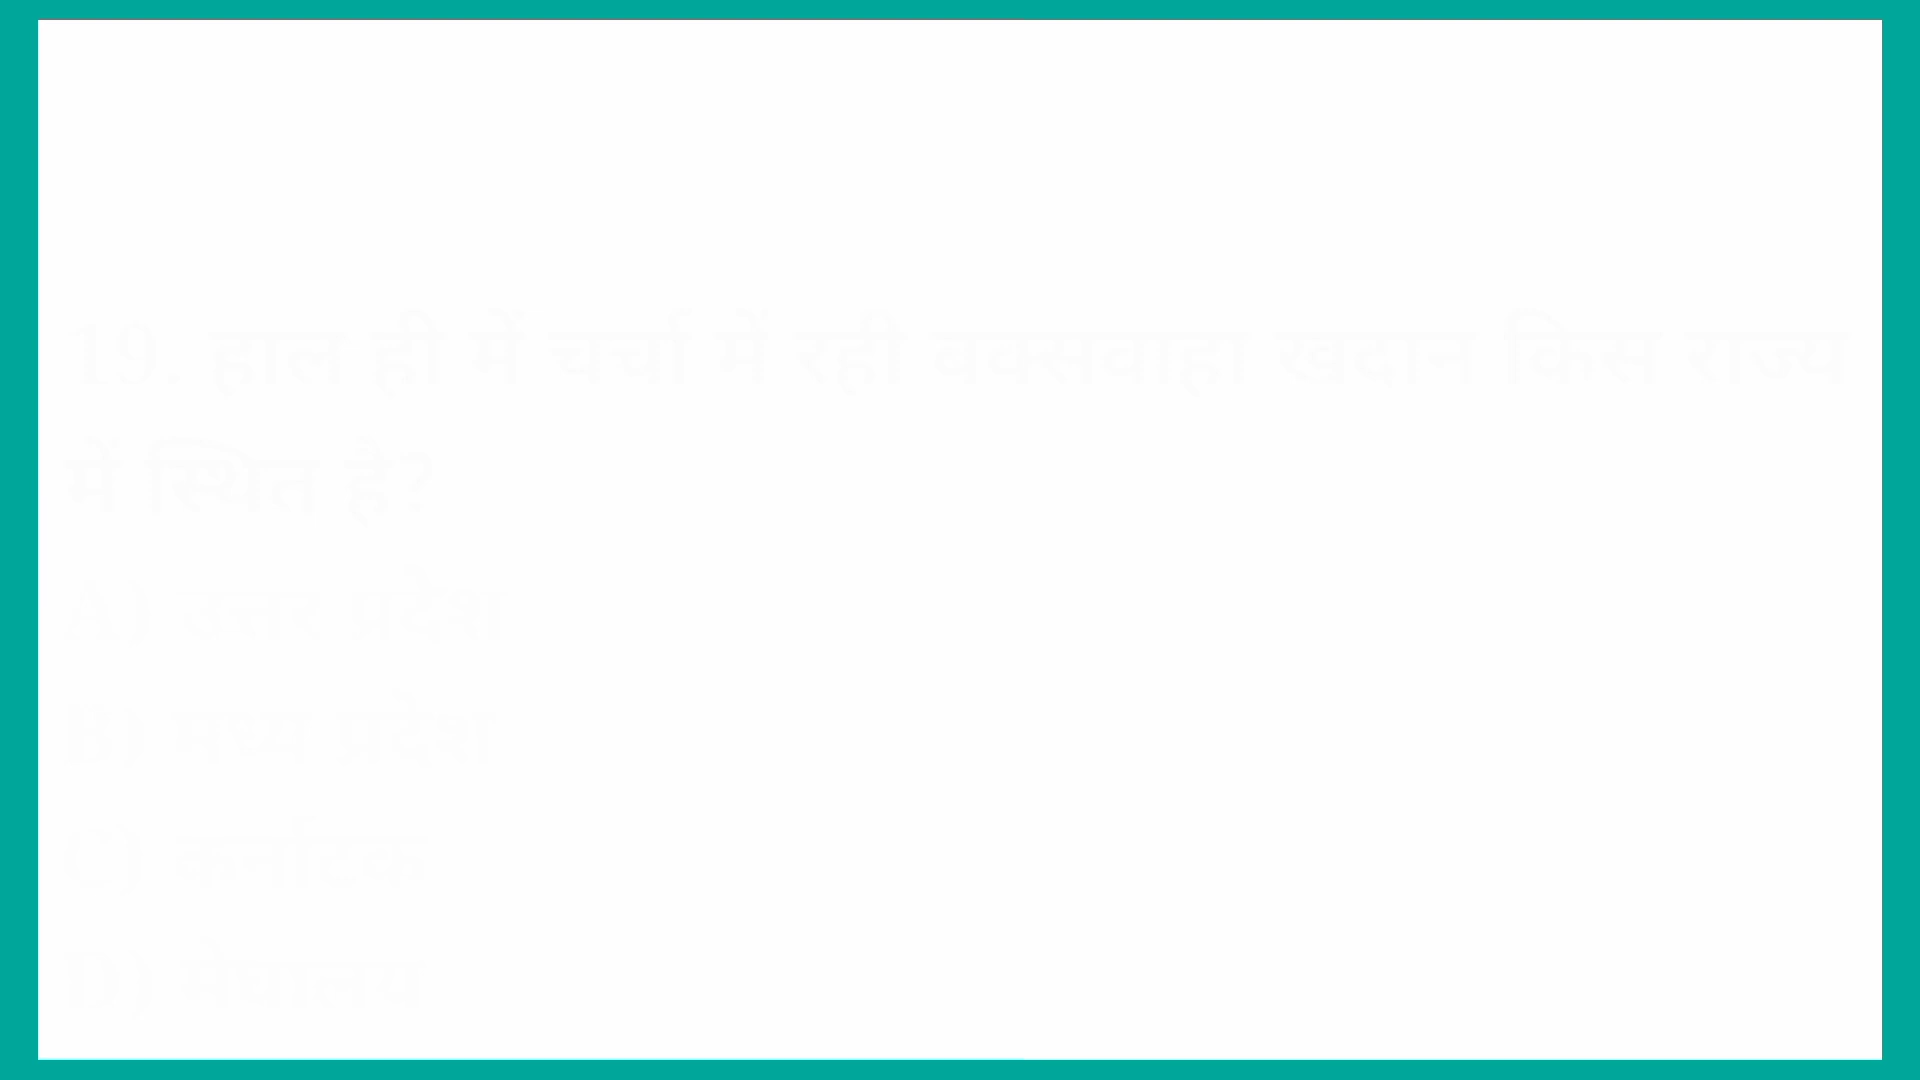 19. हाल ही में चर्चा में रही बक्सवाहा खदान किस राज्य
में स्थित है?
A) उत्तर प्रदेश
B) मध्य प्रदेश
C) कर्नाटक
D) मेघालय